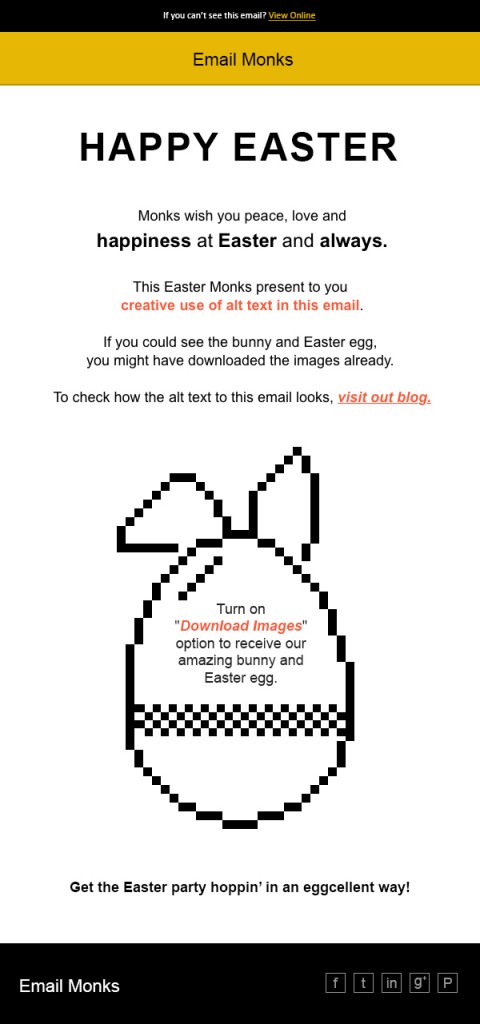 If you can't see this email? View Online
Email Monks
HAPPY EASTER
Monks wish you peace, love and
happiness at Easter and always.
This Easter Monks present to you
creative use of alt text in this email.
If you could see the bunny and Easter egg,
you might have downloaded the images already.
To check how the alt text to this email looks, visit out blog.
Turn on
"Download Images"
option to receive our
amazing bunny and
Easter egg.
Get the Easter party hoppin’ in an eggcellent way!
Email Monks
f t in g+ P